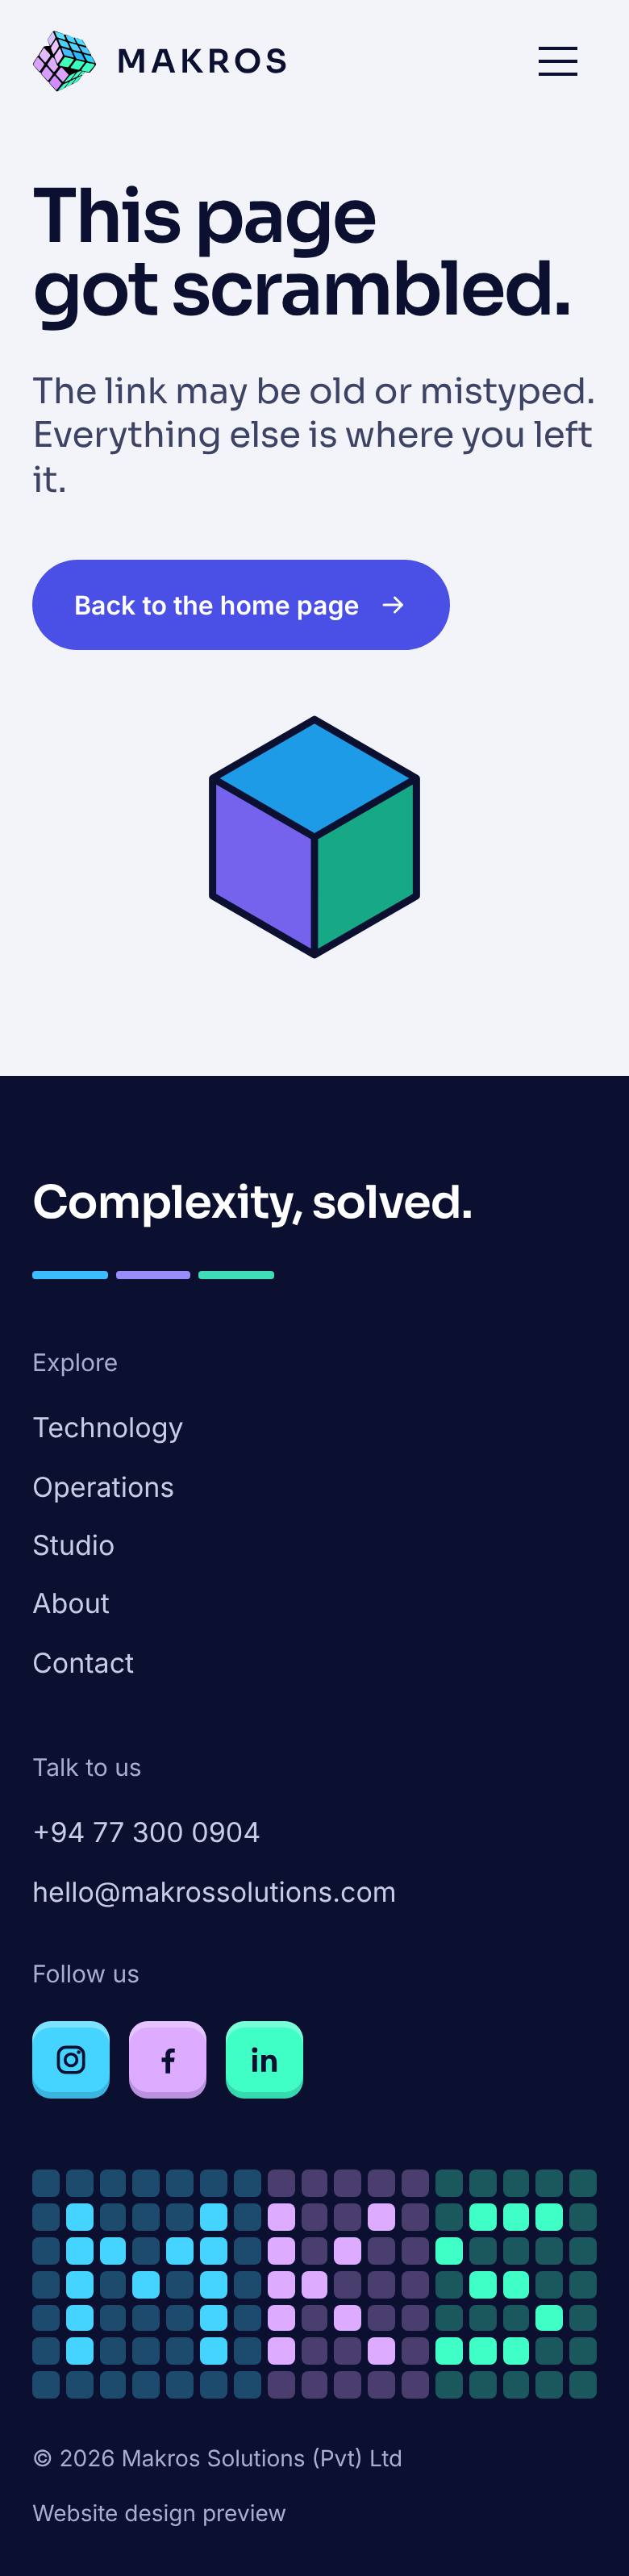 MAKROS
This page
got scrambled.
The link may be old or mistyped.
Everything else is where you left
it.
Back to the home page
Complexity, solved.
Explore
Technology
Operations
Studio
About
Contact
Talk to us
+94 77 300 0904
hello@makrossolutions.com
Follow us
f
in
MKS
© 2026 Makros Solutions (Pvt) Ltd
Website design preview